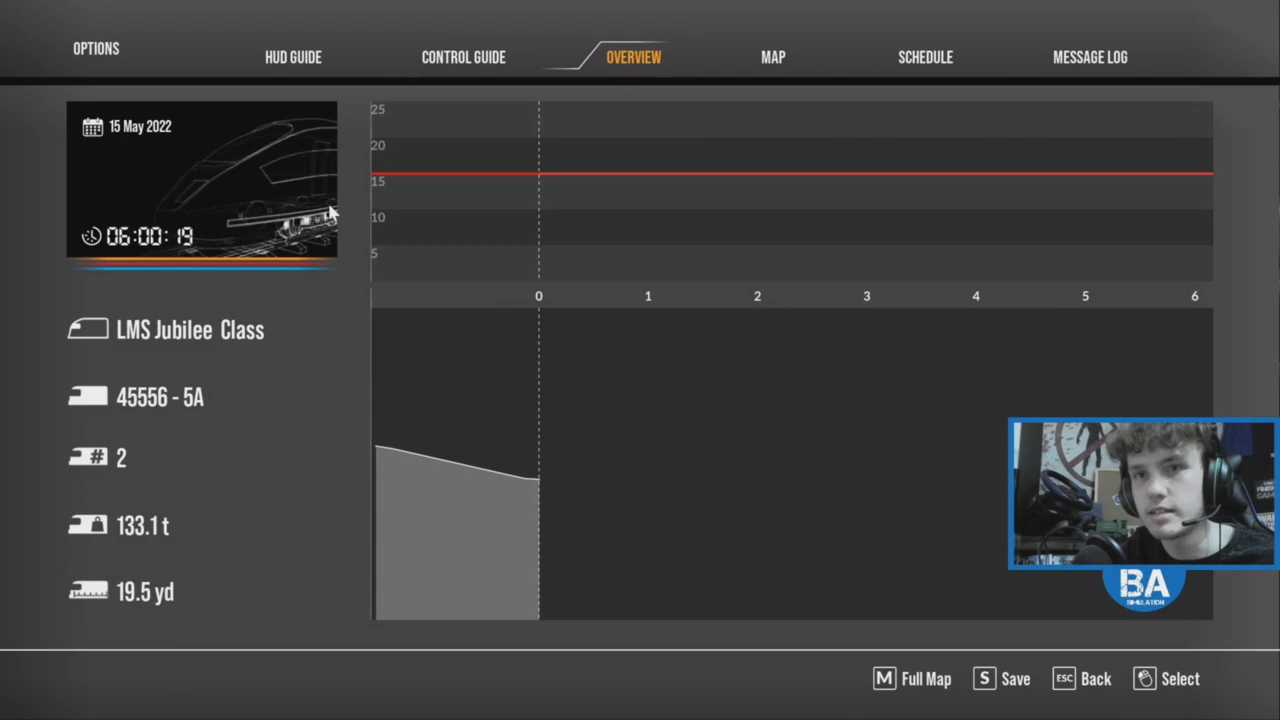 OPTIONS
HUD GUIDE
CONTROL GUIDE
OVERVIEW
MAP
SCHEDULE
MESSAGE LOG
15 May 2022
06:00:19
LMS Jubilee Class
45556 - 5A
# 2
133.1 t
19.5 yd
25
20
15
10
5
0 1 2 3 4 5 6
BA
SIMULATION
M Full Map
S Save
ESC Back
Select